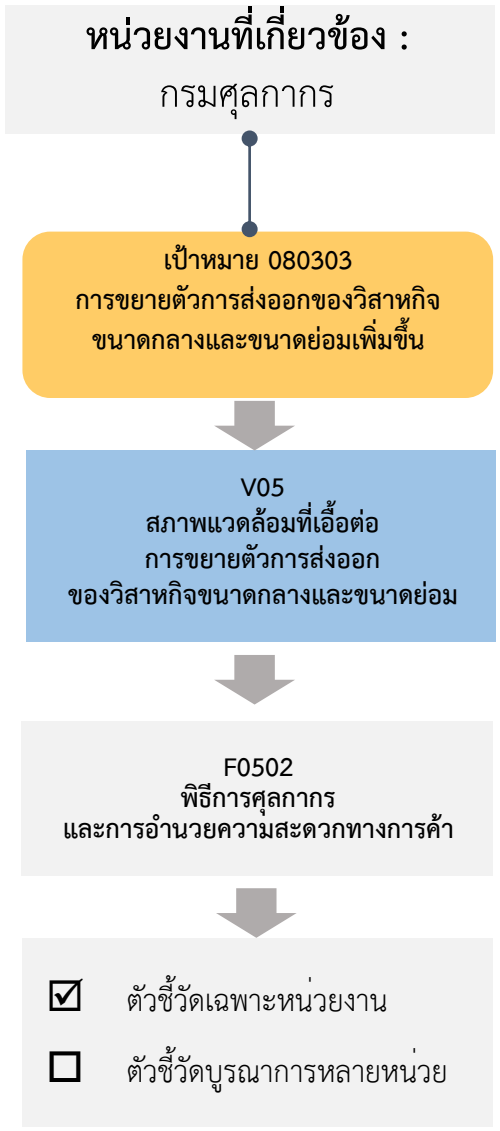 หน่วยงานที่เกี่ยวข้อง :
กรมศุลกากร
เป้าหมาย 080303
การขยายตัวการส่งออกของวิสาหกิจ
ขนาดกลางและขนาดย่อมเพิ่มขึ้น
V05
สภาพแวดล้อมที่เอื้อต่อ
การขยายตัวการส่งออก
ของวิสาหกิจขนาดกลางและขนาดย่อม
F0502
พิธีการศุลกากร
และการอำนวยความสะดวกทางการค้า
☑ ตัวชี้วัดเฉพาะหน่วยงาน
☐ ตัวชี้วัดบูรณาการหลายหน่วย